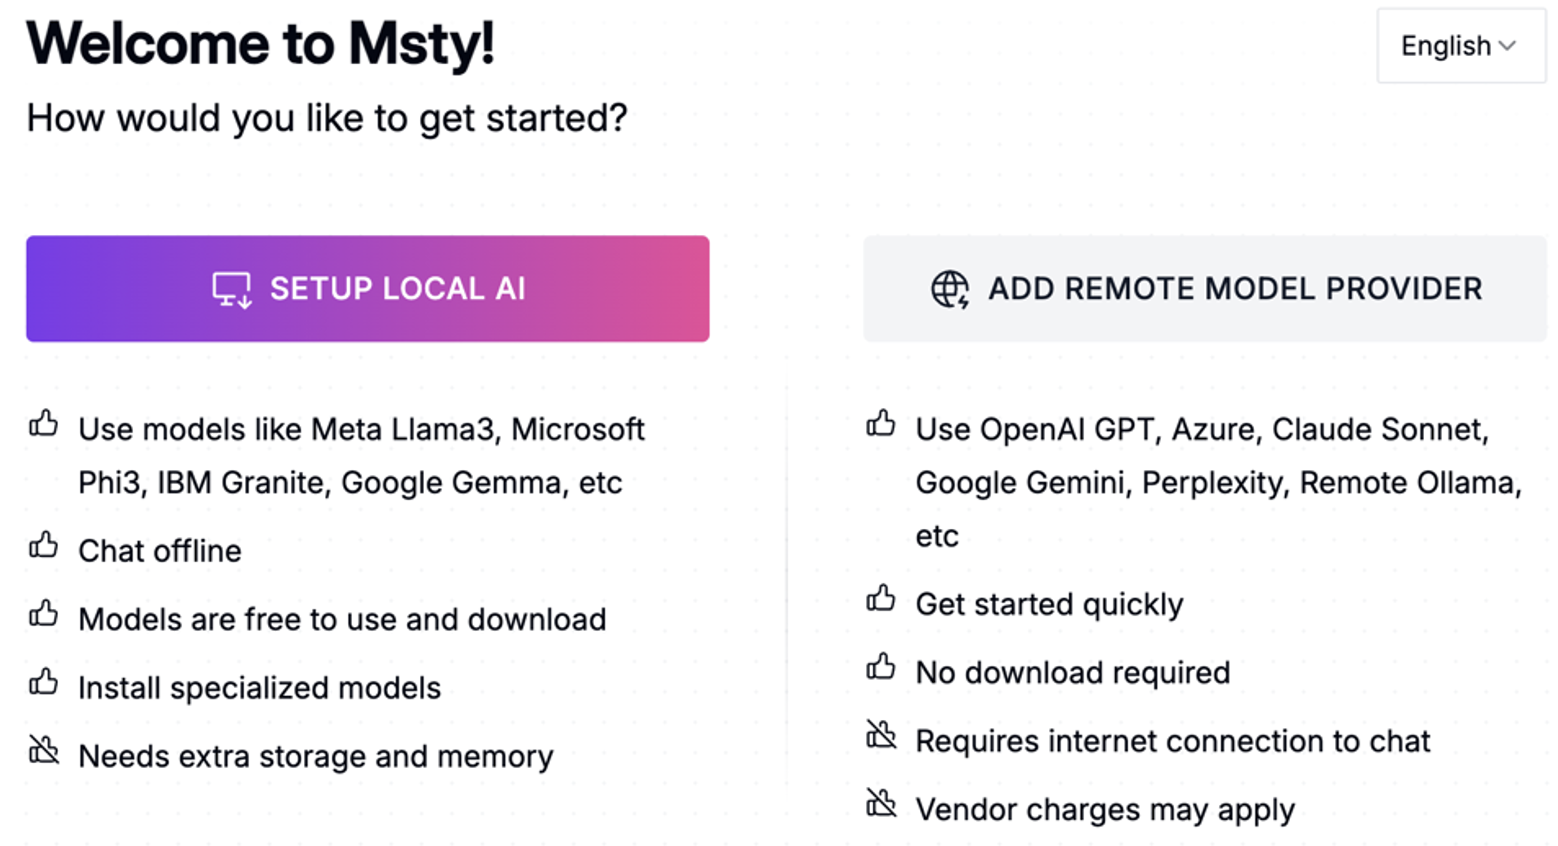 Welcome to Msty!
English
How would you like to get started?
SETUP LOCAL AI
Use models like Meta Llama3, Microsoft
Phi3, IBM Granite, Google Gemma, etc
Chat offline
Models are free to use and download
Install specialized models
Needs extra storage and memory
ADD REMOTE MODEL PROVIDER
Use OpenAI GPT, Azure, Claude Sonnet,
Google Gemini, Perplexity, Remote Ollama,
etc
Get started quickly
No download required
Requires internet connection to chat
Vendor charges may apply